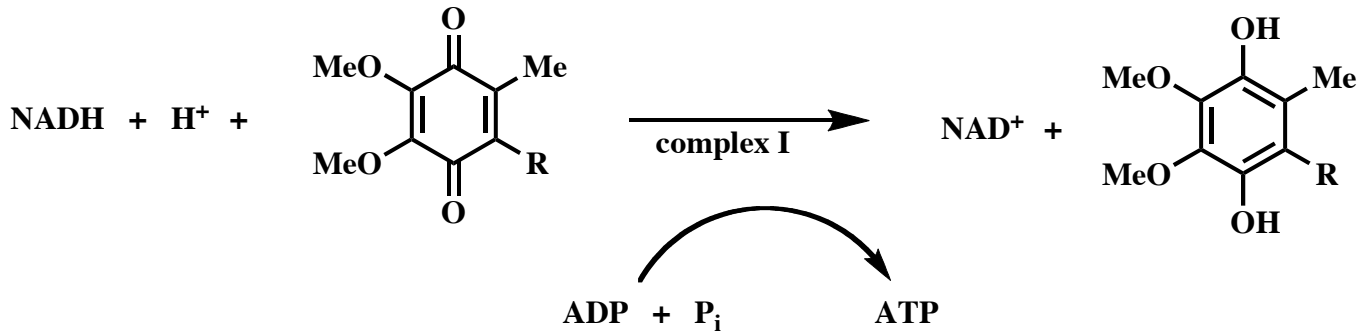 O
OH
MeO
Me
MeO
Me
NADH + H⁺ +
complex I
NAD⁺ +
MeO
R
MeO
R
O
OH
ADP + Pᵢ
ATP